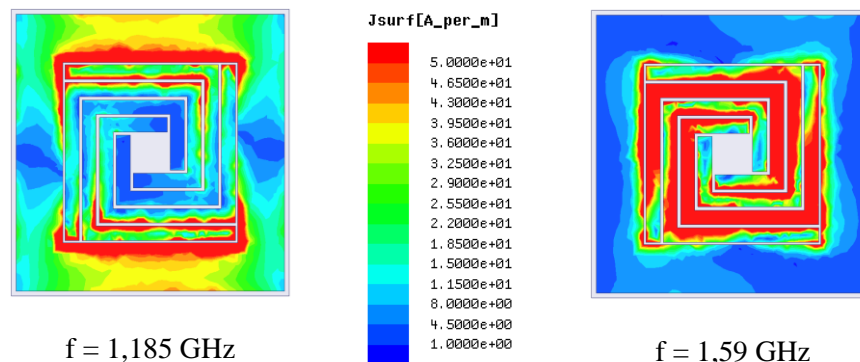 Jsurf[A_per_m]
5.0000e+01
4.6500e+01
4.3000e+01
3.9500e+01
3.6000e+01
3.2500e+01
2.9000e+01
2.5500e+01
2.2000e+01
1.8500e+01
1.5000e+01
1.1500e+01
8.0000e+00
4.5000e+00
1.0000e+00
f = 1,185 GHz
f = 1,59 GHz